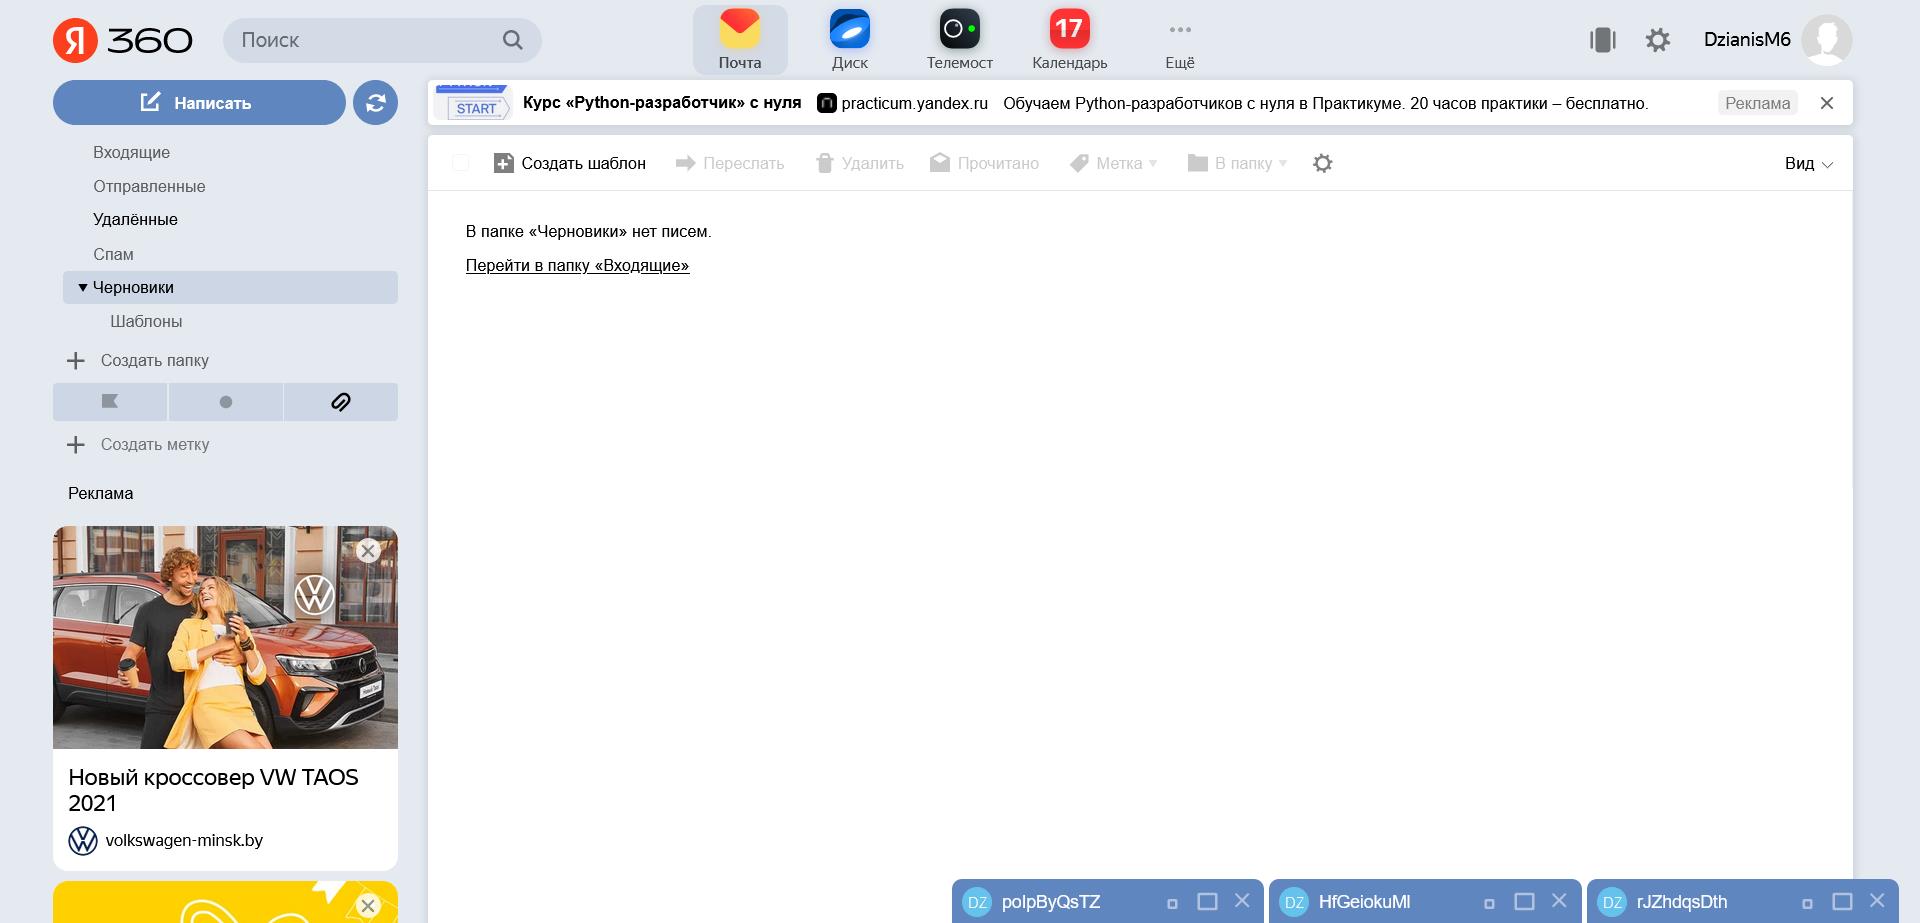 Я 360
Поиск
Почта
Диск
17
Телемост
Календарь
Ещё
DzianisM6
Написать
START
Курс «Python-разработчик» с нуля
practicum.yandex.ru
Обучаем Python-разработчиков с нуля в Практикуме. 20 часов практики – бесплатно.
Реклама
Входящие
Отправленные
Удалённые
Спам
Черновики
Шаблоны
Создать папку
Создать метку
Создать шаблон
Переслать
Удалить
Прочитано
Метка
В папку
Вид
В папке «Черновики» нет писем.
Перейти в папку «Входящие»
Реклама
Новый кроссовер VW TAOS
2021
volkswagen-minsk.by
DZ poIpByQsTZ
DZ HfGeiokuMl
DZ rJZhdqsDth